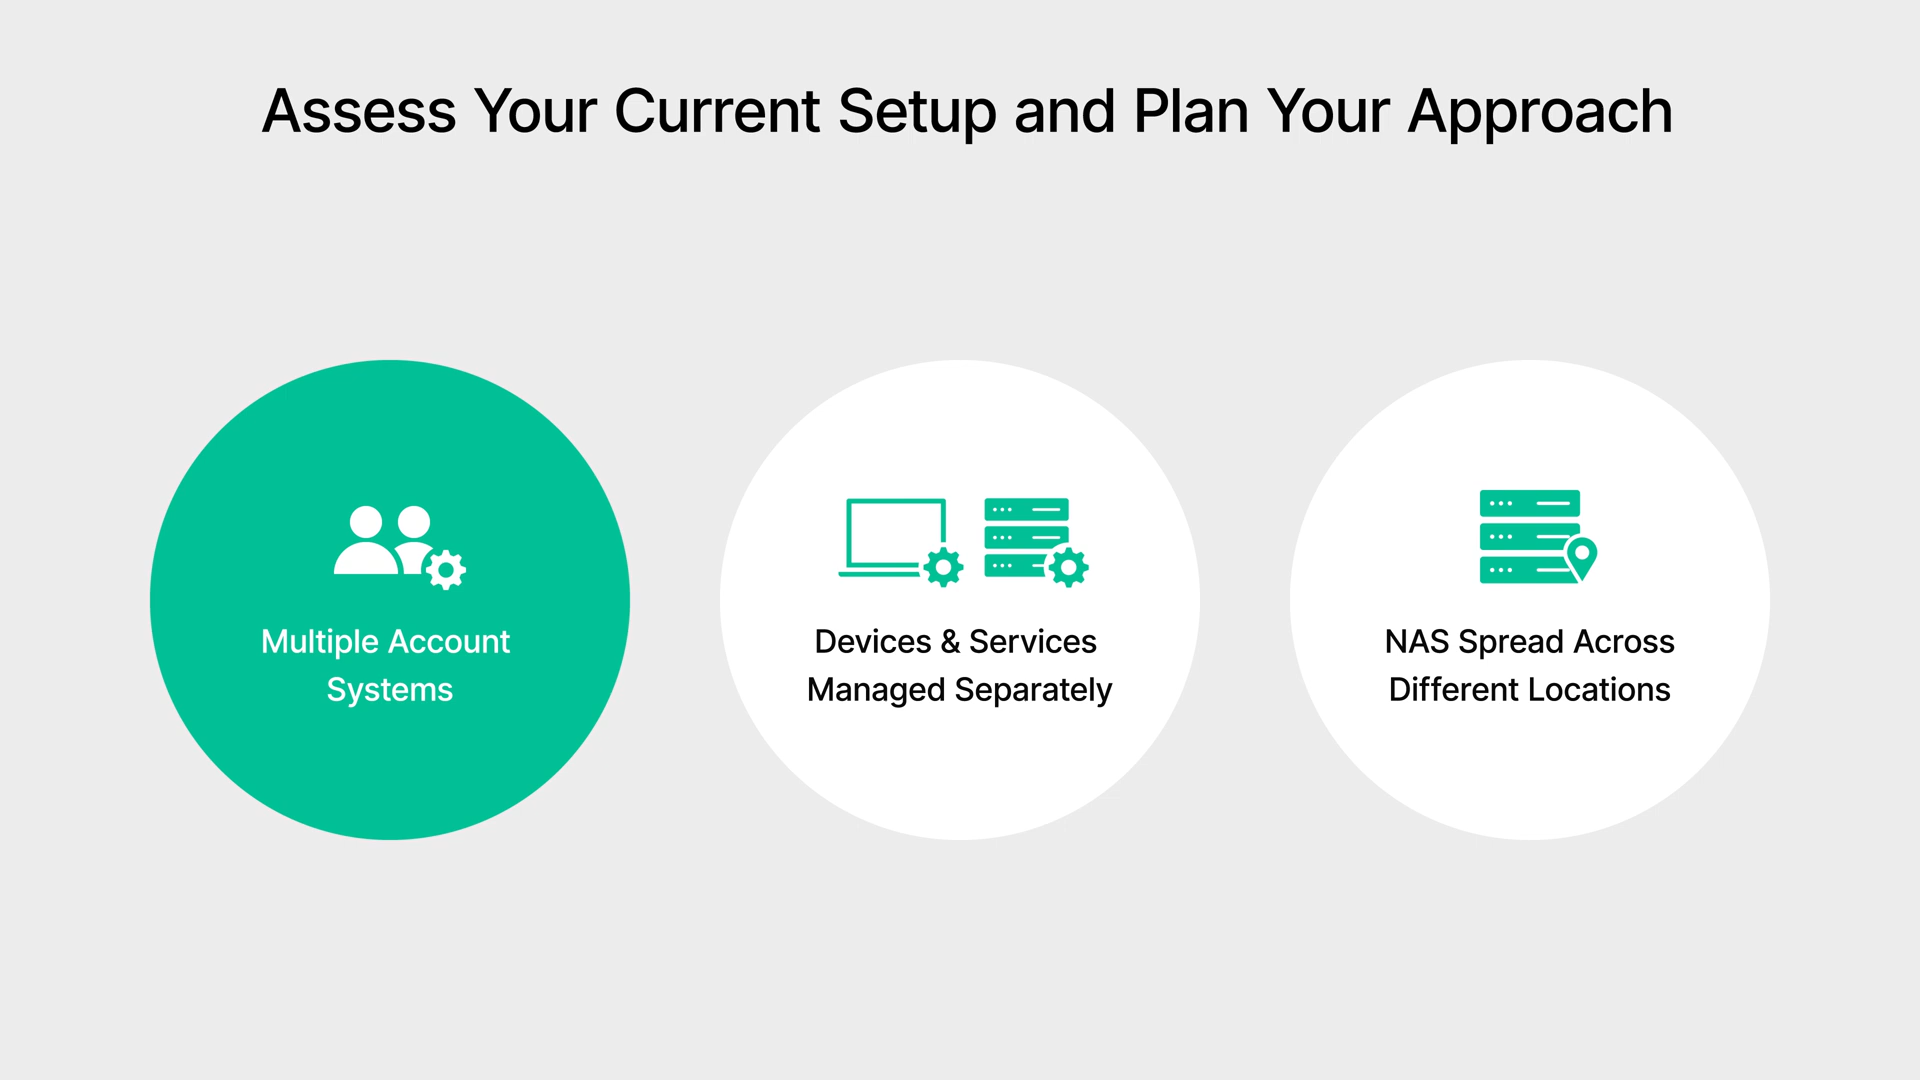 Assess Your Current Setup and Plan Your Approach
Multiple Account
Systems
Devices & Services
Managed Separately
NAS Spread Across
Different Locations